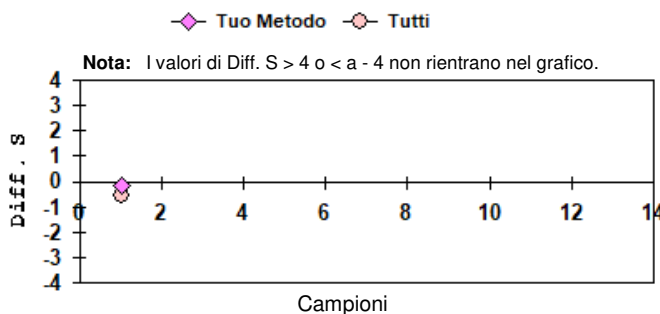 Tuo Metodo Tutti
Nota: I valori di Diff. S > 4 o < a - 4 non rientrano nel grafico.
4
3
2
1
0
-1
-2
-3
-4
Diff. S
0 2 4 6 8 10 12 14
Campioni